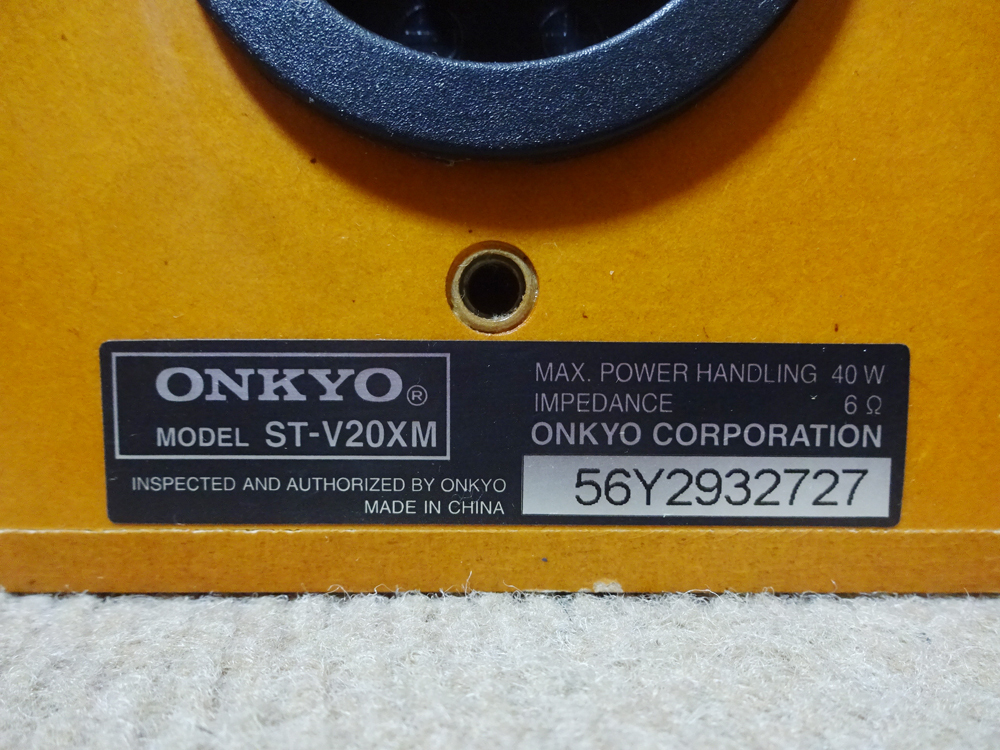 ONKYO®
MODEL ST-V20XM
INSPECTED AND AUTHORIZED BY ONKYO
MADE IN CHINA
MAX. POWER HANDLING 40 W
IMPEDANCE 6 Ω
ONKYO CORPORATION
56Y2932727